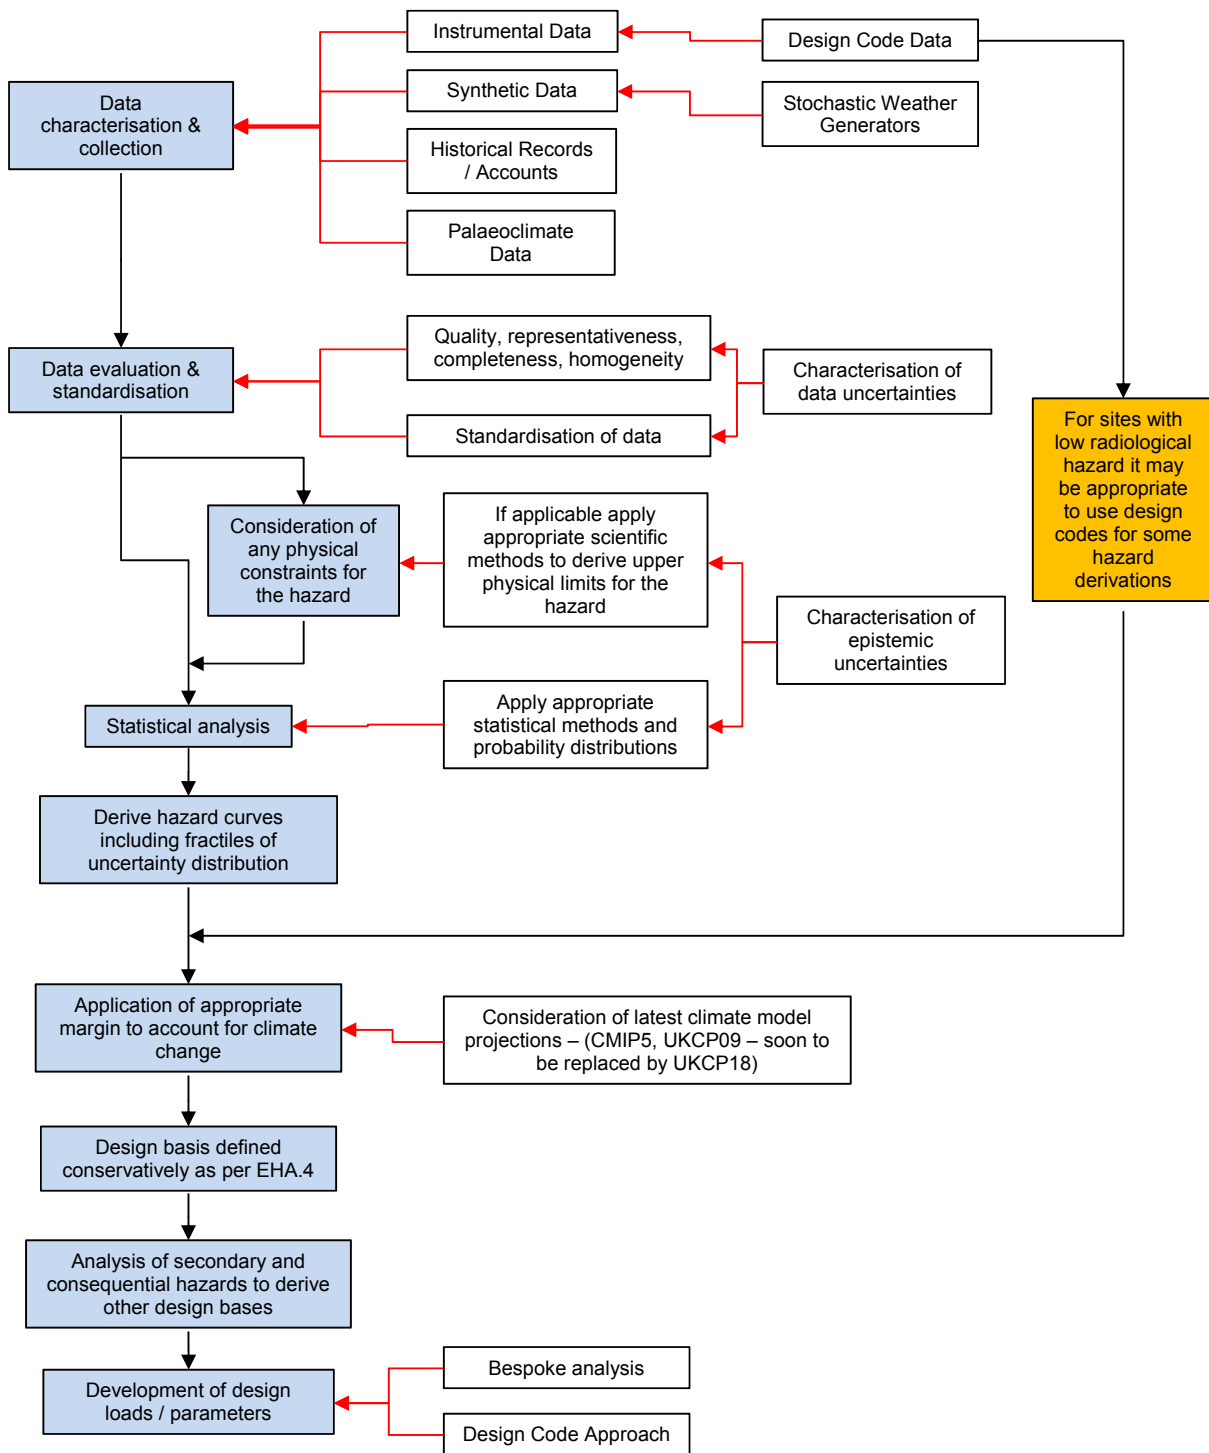 Instrumental Data
Design Code Data
Data
characterisation &
collection
Synthetic Data
Stochastic Weather
Generators
Historical Records
/ Accounts
Palaeoclimate
Data
Data evaluation &
standardisation
Quality, representativeness,
completeness, homogeneity
Characterisation of
data uncertainties
Standardisation of data
For sites with
low radiological
hazard it may
be appropriate
to use design
codes for some
hazard
derivations
Consideration of
any physical
constraints for
the hazard
If applicable apply
appropriate scientific
methods to derive upper
physical limits for the
hazard
Characterisation of
epistemic
uncertainties
Statistical analysis
Apply appropriate
statistical methods and
probability distributions
Derive hazard curves
including fractiles of
uncertainty distribution
Application of appropriate
margin to account for climate
change
Consideration of latest climate model
projections – (CMIP5, UKCP09 – soon to
be replaced by UKCP18)
Design basis defined
conservatively as per EHA.4
Analysis of secondary and
consequential hazards to derive
other design bases
Bespoke analysis
Development of design
loads / parameters
Design Code Approach